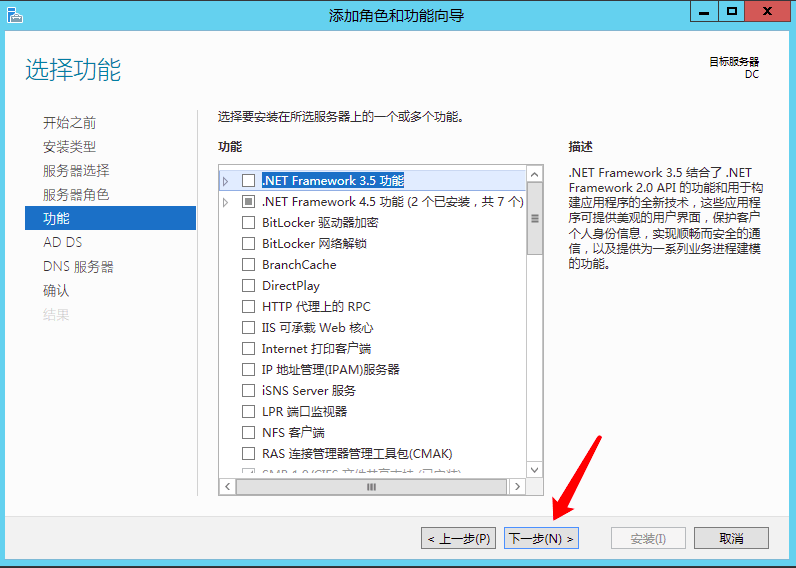 添加角色和功能向导
选择功能
目标服务器
DC
开始之前
安装类型
服务器选择
服务器角色
功能
AD DS
DNS 服务器
确认
结果
选择要安装在所选服务器上的一个或多个功能。
功能
.NET Framework 3.5 功能
.NET Framework 4.5 功能 (2 个已安装，共 7 个)
BitLocker 驱动器加密
BitLocker 网络解锁
BranchCache
DirectPlay
HTTP 代理上的 RPC
IIS 可承载 Web 核心
Internet 打印客户端
IP 地址管理(IPAM)服务器
iSNS Server 服务
LPR 端口监视器
NFS 客户端
RAS 连接管理器管理工具包(CMAK)
SMB 1.0/CIFS 文件共享支持 (已安装)
描述
.NET Framework 3.5 结合了 .NET
Framework 2.0 API 的功能和用于构
建应用程序的全新技术，这些应用程
序可提供美观的用户界面，保护客户
个人身份信息，实现顺畅而安全的通
信，以及提供为一系列业务进程建模
的功能。
< 上一步(P)
下一步(N) >
安装(I)
取消